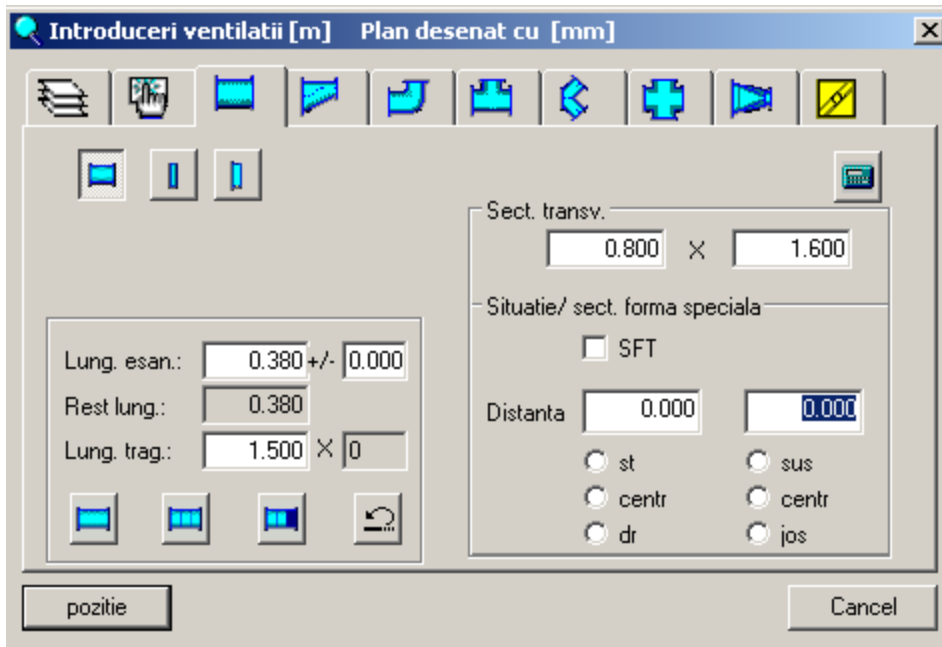 Introduceri ventilatii [m] Plan desenat cu [mm]
Sect. transv.
0.800 X 1.600
Situatie/ sect. forma speciala
SFT
Distanta 0.000 0.000
st sus
centr centr
dr jos
Lung. esan.: 0.380 +/- 0.000
Rest lung.: 0.380
Lung. trag.: 1.500 X 0
pozitie Cancel